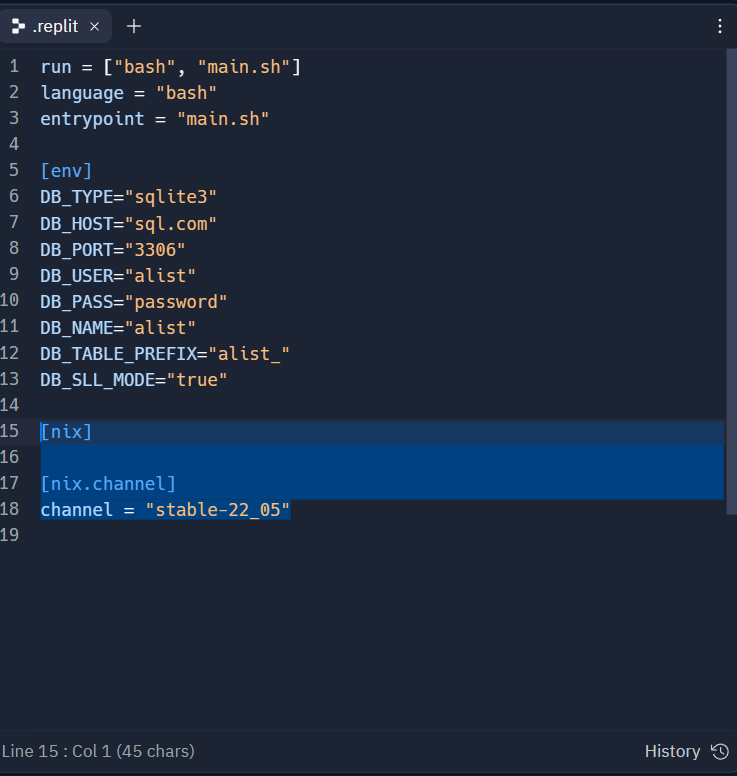 .replit × +
1 run = ["bash", "main.sh"]
2 language = "bash"
3 entrypoint = "main.sh"
4
5 [env]
6 DB_TYPE="sqlite3"
7 DB_HOST="sql.com"
8 DB_PORT="3306"
9 DB_USER="alist"
10 DB_PASS="password"
11 DB_NAME="alist"
12 DB_TABLE_PREFIX="alist_"
13 DB_SLL_MODE="true"
14
15 [nix]
16
17 [nix.channel]
18 channel = "stable-22_05"
19
Line 15 : Col 1 (45 chars) History